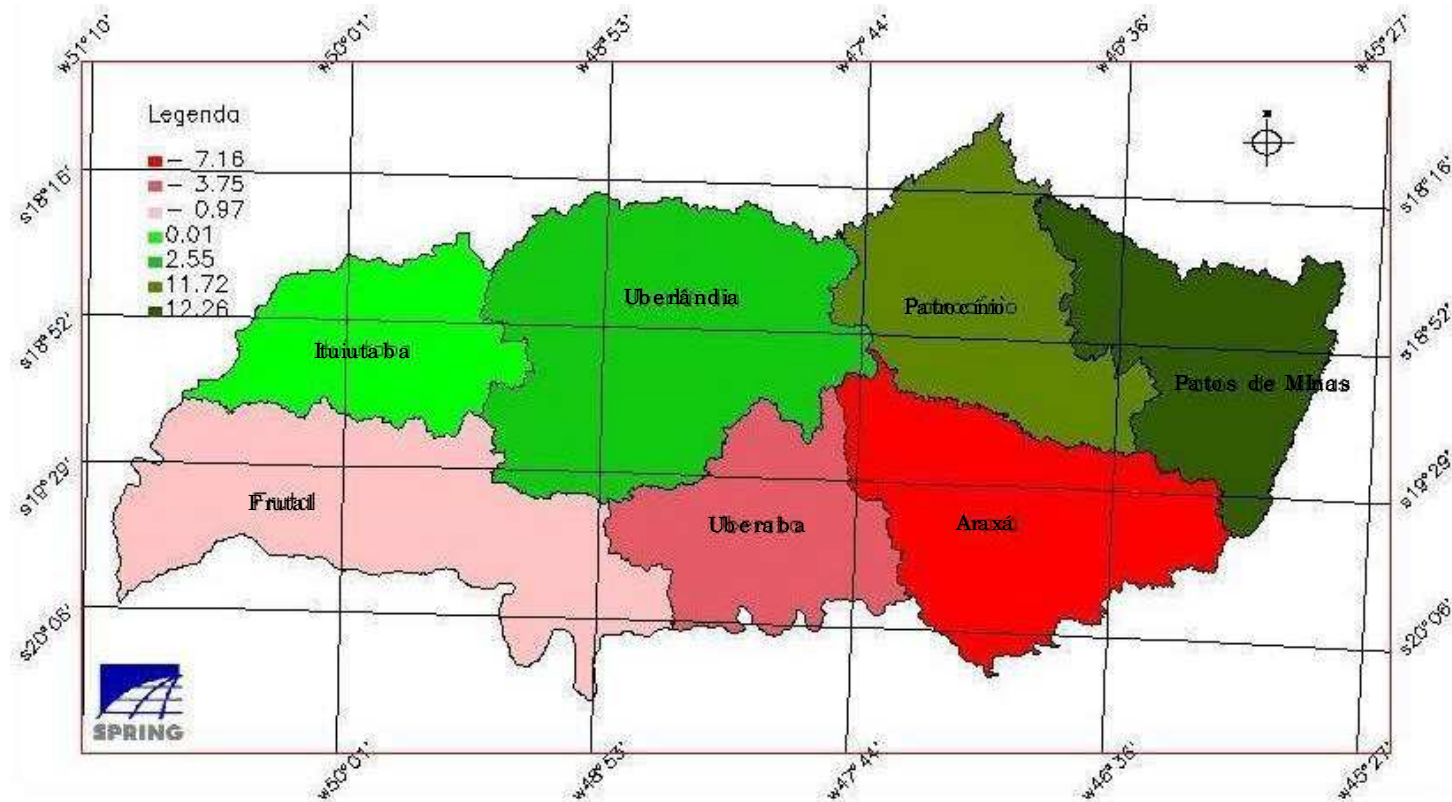 w51°10' w50°01' w48°53' w47°44' w46°36' w45°27'
Legenda
- 7.16
- 3.75
- 0.97
0.01
2.55
11.72
12.26
s18°16' s18°16'
s18°52' s18°52'
s19°29' s19°29'
s20°06' s20°06'
Uberlândia
Patrocínio
Ituiutaba
Patos de Minas
Frutal
Uberaba
Araxá
SPRING
w50°01' w48°53' w47°44' w46°36' w45°27'